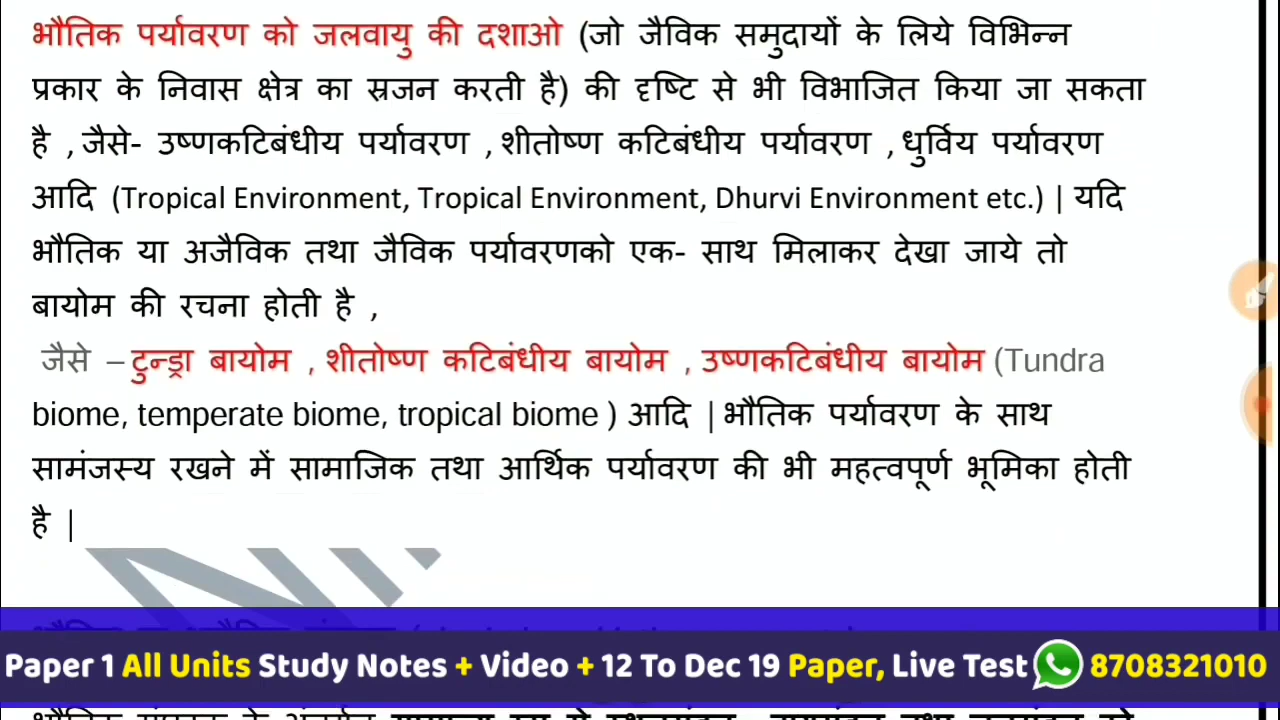 भौतिक पर्यावरण को जलवायु की दशाओ (जो जैविक समुदायों के लिये विभिन्न
प्रकार के निवास क्षेत्र का स्रजन करती है) की दृष्टि से भी विभाजित किया जा सकता
है , जैसे- उष्णकटिबंधीय पर्यावरण , शीतोष्ण कटिबंधीय पर्यावरण , धुर्विय पर्यावरण
आदि (Tropical Environment, Tropical Environment, Dhurvi Environment etc.) | यदि
भौतिक या अजैविक तथा जैविक पर्यावरणको एक- साथ मिलाकर देखा जाये तो
बायोम की रचना होती है ,
जैसे – टुन्ड्रा बायोम , शीतोष्ण कटिबंधीय बायोम , उष्णकटिबंधीय बायोम (Tundra
biome, temperate biome, tropical biome ) आदि | भौतिक पर्यावरण के साथ
सामंजस्य रखने में सामाजिक तथा आर्थिक पर्यावरण की भी महत्वपूर्ण भूमिका होती
है |
Paper 1 All Units Study Notes + Video + 12 To Dec 19 Paper, Live Test 8708321010